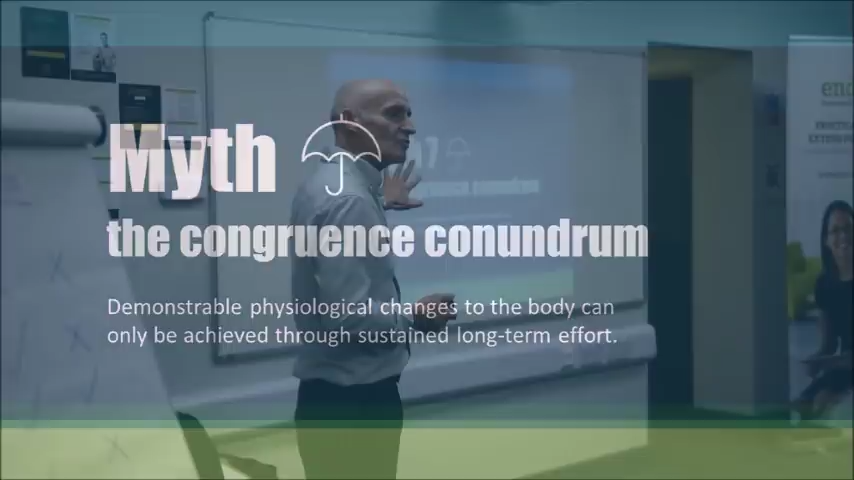 Myth
the congruence conundrum
Demonstrable physiological changes to the body can
only be achieved through sustained long-term effort.